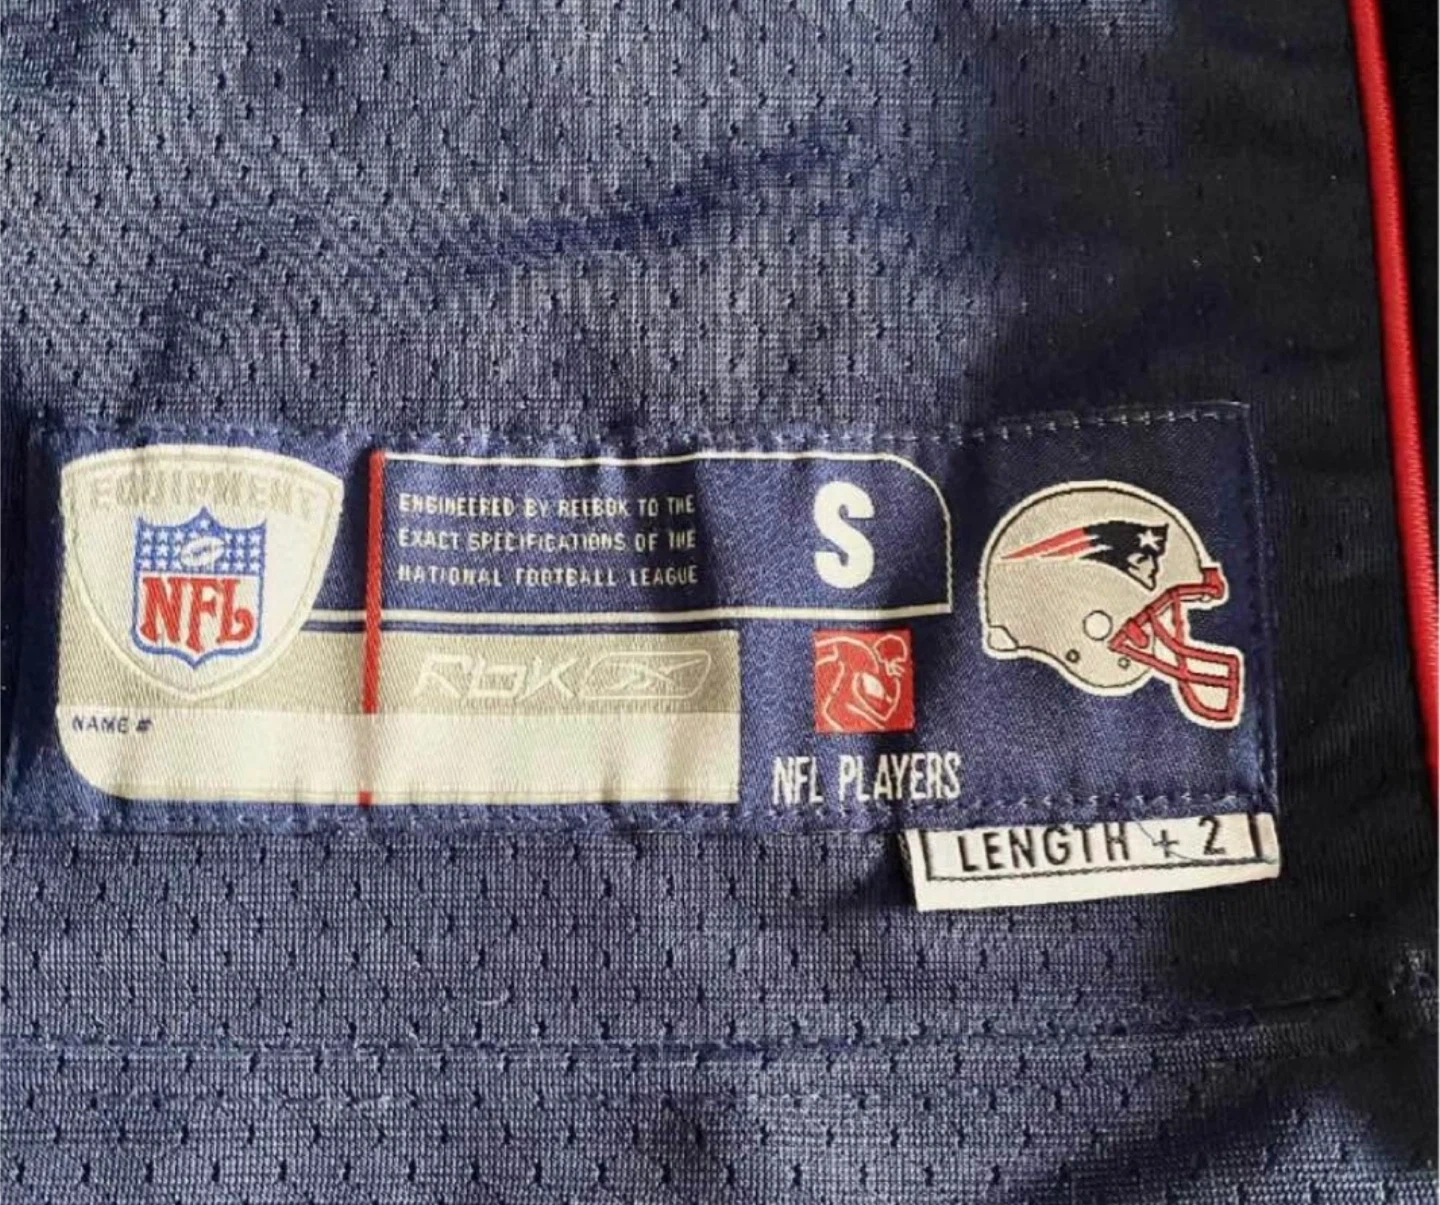 EQUIPMENT
NFL
ENGINEERED BY REEBOK TO THE
EXACT SPECIFICATIONS OF THE
NATIONAL FOOTBALL LEAGUE
S
RbK
NAME #
NFL PLAYERS
LENGTH + 2